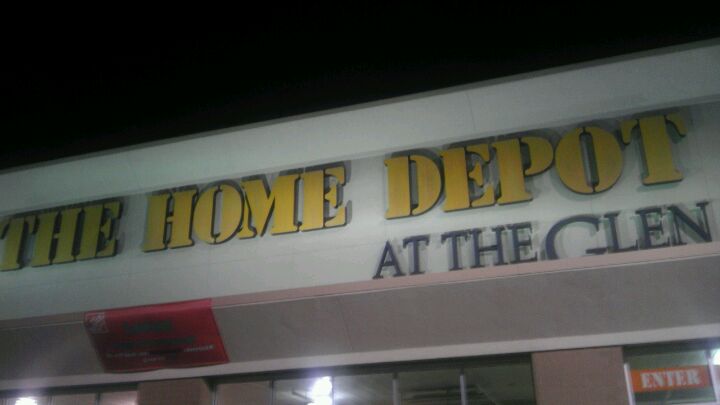 THE HOME DEPOT
AT THE GLEN
ENTER